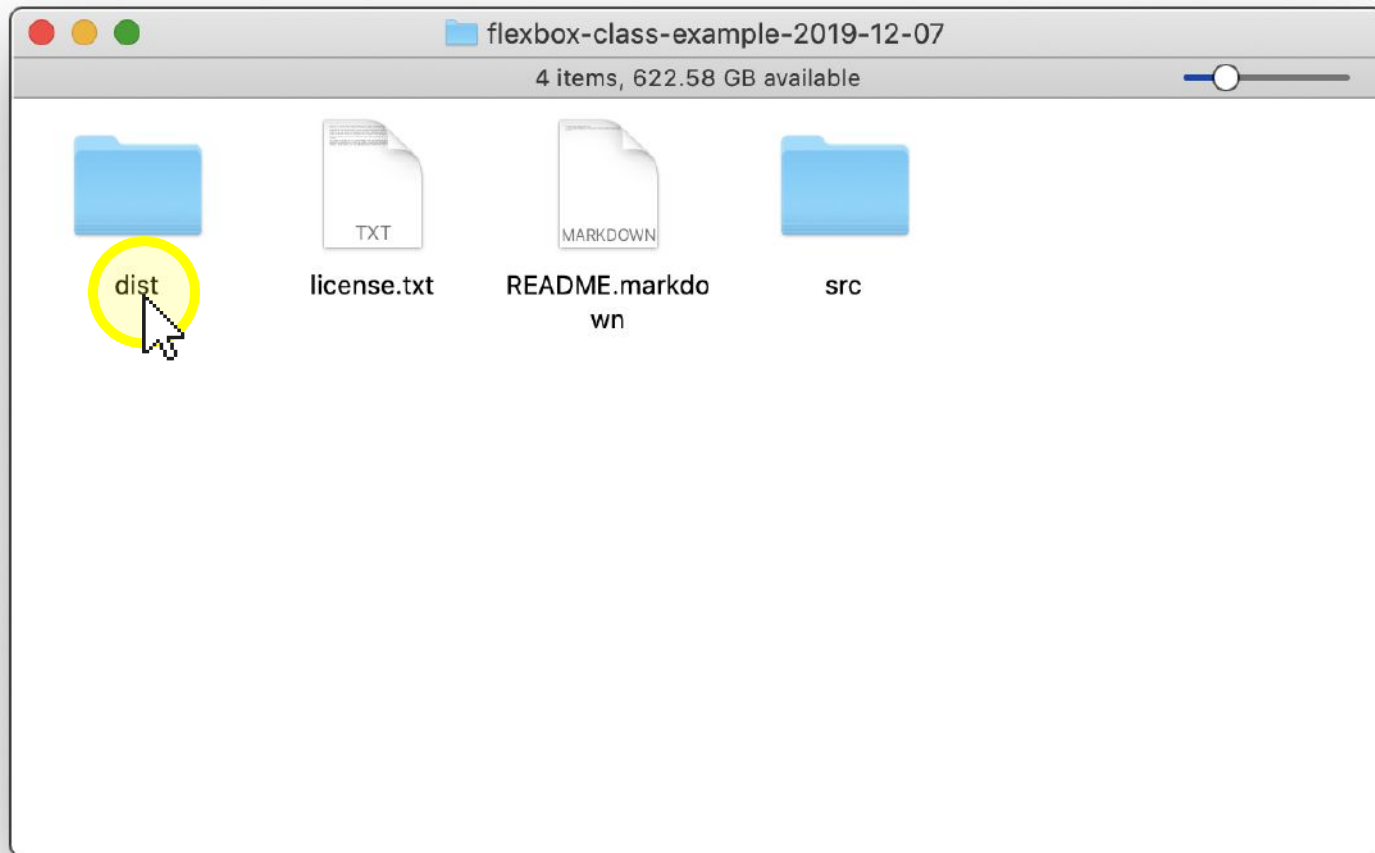 flexbox-class-example-2019-12-07
4 items, 622.58 GB available
TXT
MARKDOWN
dist
license.txt
README.markdo
wn
src